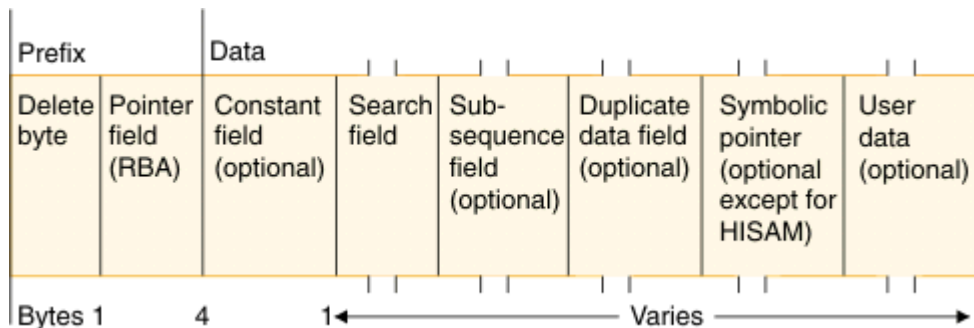 Prefix
Data
Delete
byte
Pointer
field
(RBA)
Constant
field
(optional)
Search
field
Sub-
sequence
field
(optional)
Duplicate
data field
(optional)
Symbolic
pointer
(optional
except for
HISAM)
User
data
(optional)
Bytes 1 4 1 Varies